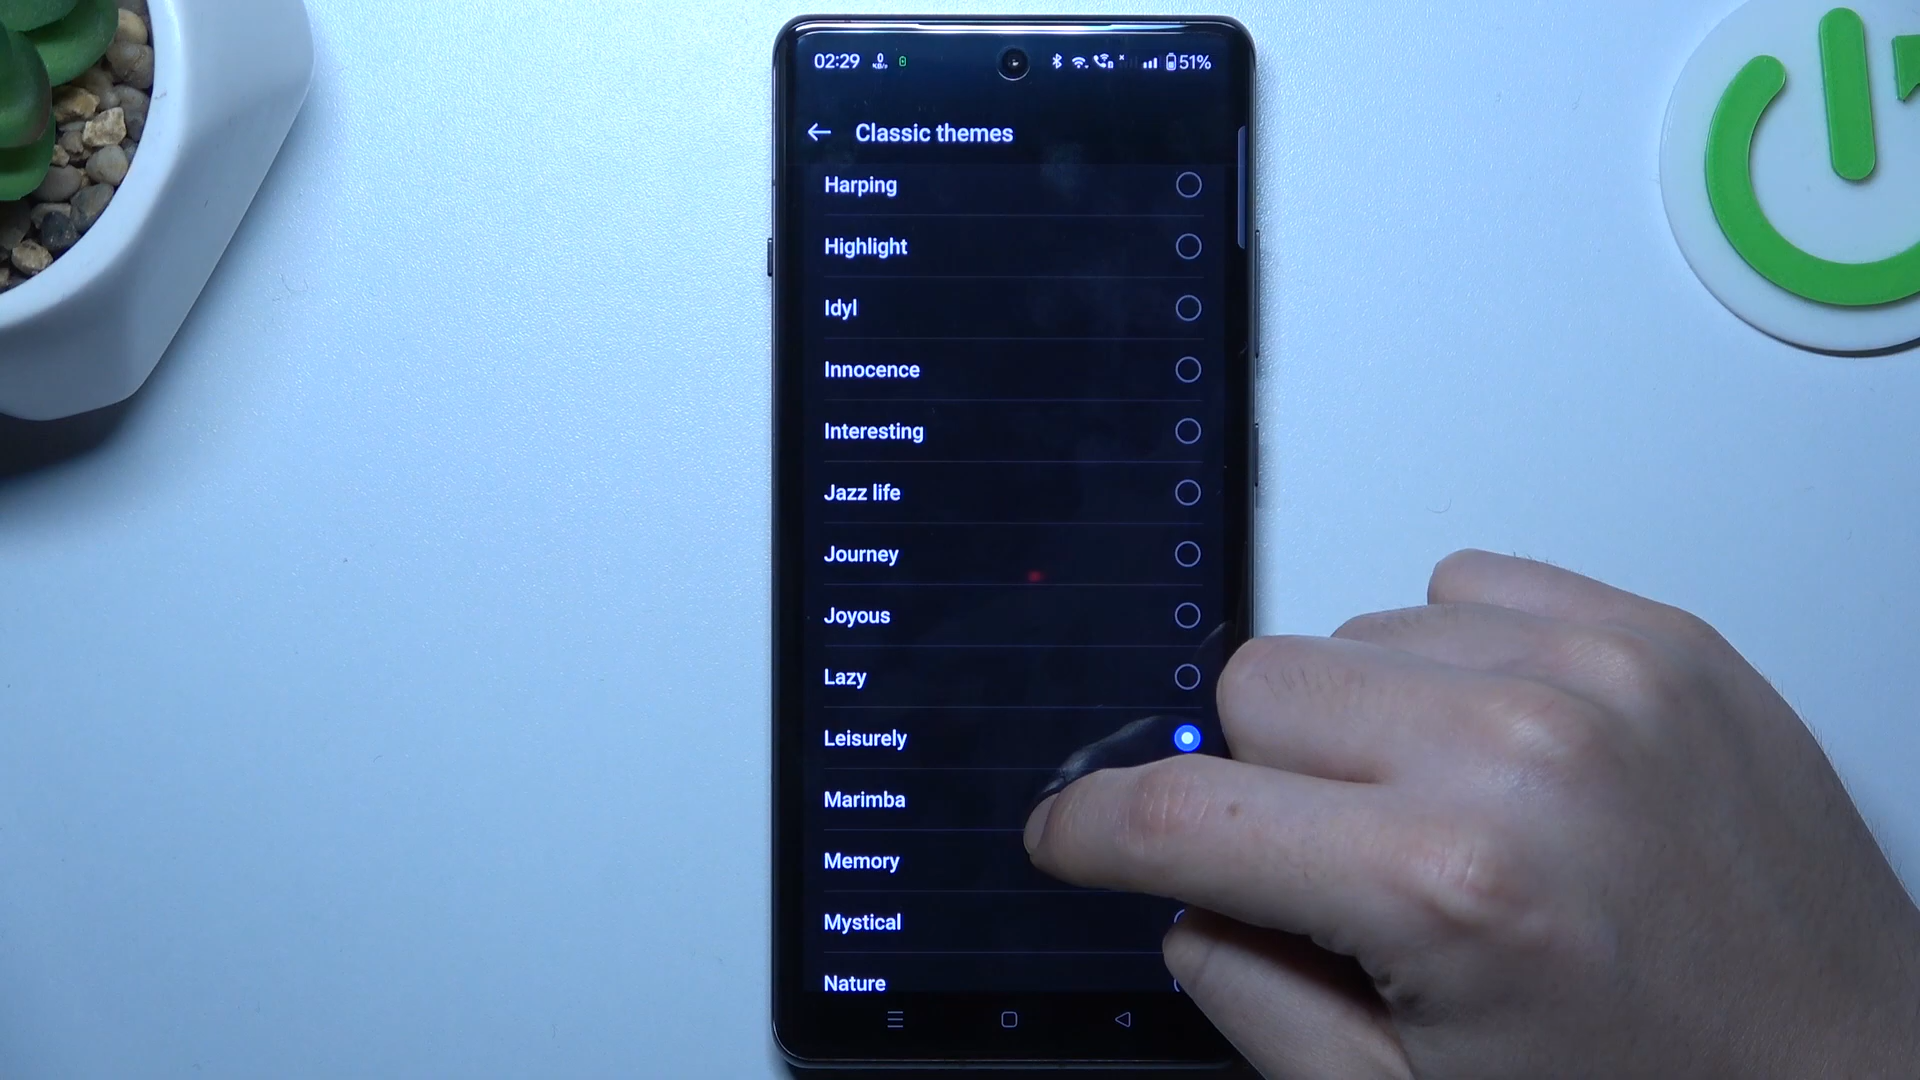 02:29
51%
Classic themes
Harping
Highlight
Idyl
Innocence
Interesting
Jazz life
Journey
Joyous
Lazy
Leisurely
Marimba
Memory
Mystical
Nature